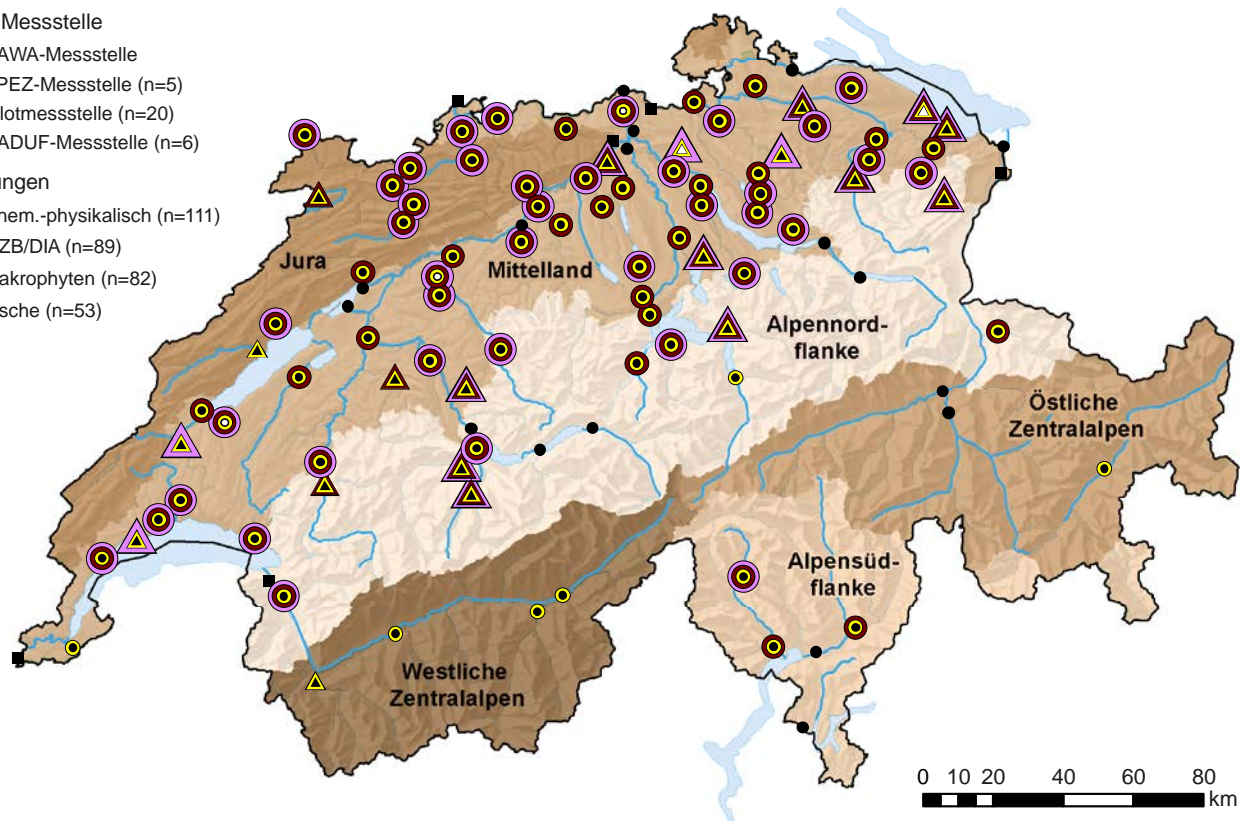 Messstelle
AWA-Messstelle
PEZ-Messstelle (n=5)
lotmessstelle (n=20)
ADUF-Messstelle (n=6)
ungen
nem.-physikalisch (n=111)
ZB/DIA (n=89)
akrophyten (n=82)
sche (n=53)
Jura
Mittelland
Alpennord-
flanke
Östliche
Zentralalpen
Alpensüd-
flanke
Westliche
Zentralalpen
0 10 20 40 60 80
km